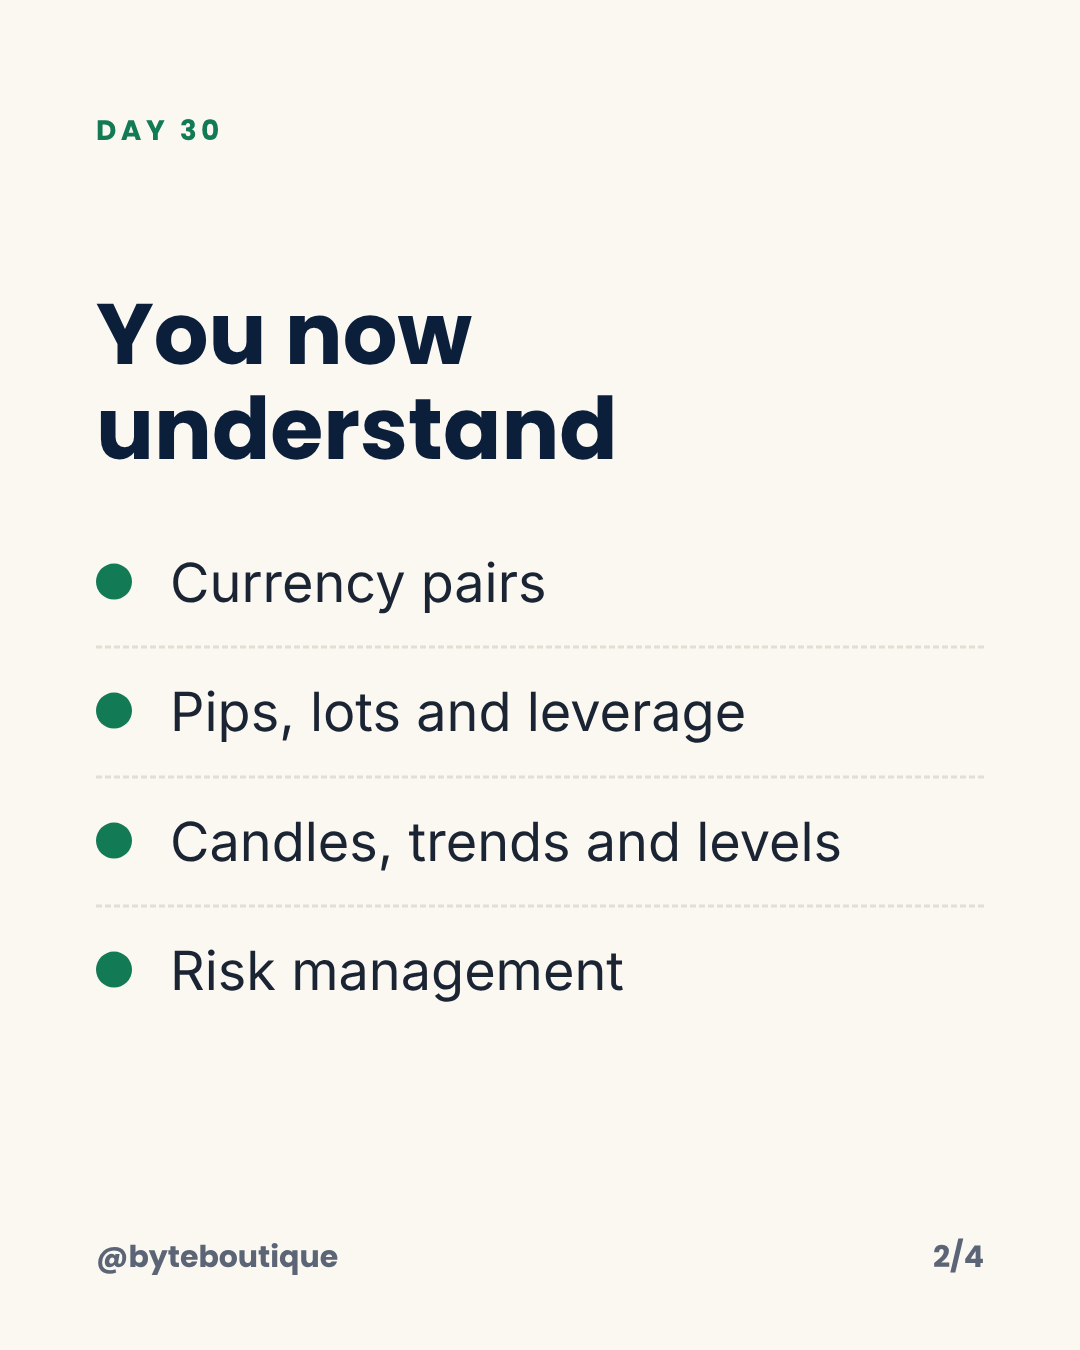 DAY 30
You now
understand
Currency pairs
Pips, lots and leverage
Candles, trends and levels
Risk management
@byteboutique
2/4